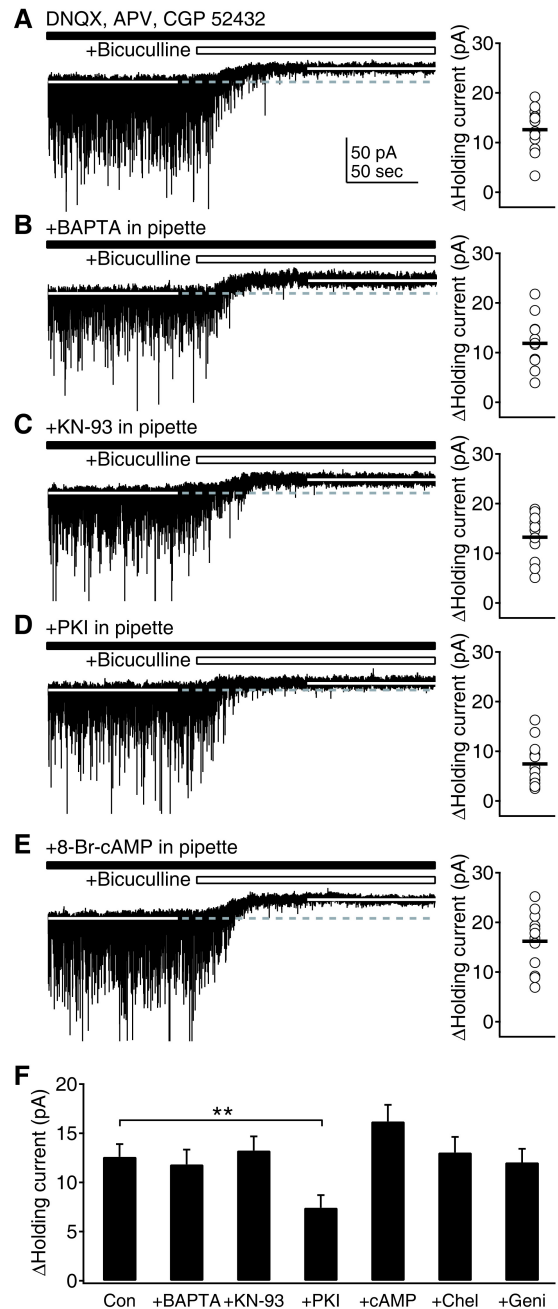 A DNQX, APV, CGP 52432
+Bicuculline
50 pA
50 sec
ΔHolding current (pA)
30
20
10
0
B +BAPTA in pipette
+Bicuculline
ΔHolding current (pA)
30
20
10
0
C +KN-93 in pipette
+Bicuculline
ΔHolding current (pA)
30
20
10
0
D +PKI in pipette
+Bicuculline
ΔHolding current (pA)
30
20
10
0
E +8-Br-cAMP in pipette
+Bicuculline
ΔHolding current (pA)
30
20
10
0
F
ΔHolding current (pA)
20
15
10
5
0
**
Con +BAPTA +KN-93 +PKI +cAMP +Chel +Geni